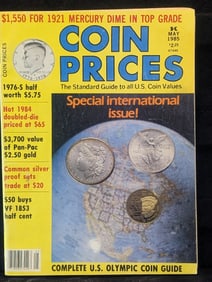 $1,550 FOR 1921 MERCURY DIME IN TOP GRADE
COIN PRICES
COIN
PRICES
K
MAY
1985
$2.25
The Standard Guide to all U.S. Coin Values
1976-S half
worth $5.75
Hot 1984
doubled-die
priced at $65
$3,700 value
of Pan-Pac
$2.50 gold
Common silver
proof sets
trade at $20
$50 buys
VF 1853
half cent
Special international
issue!
COMPLETE U.S. OLYMPIC COIN GUIDE